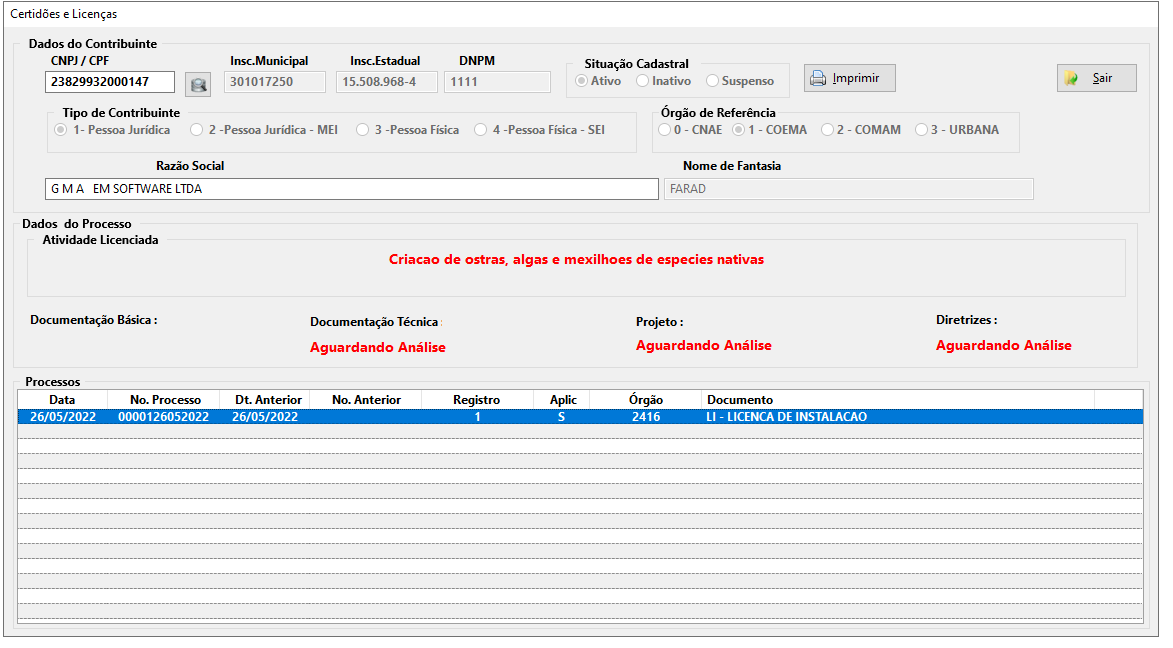 Certidões e Licenças
Dados do Contribuinte
CNPJ / CPF Insc.Municipal Insc.Estadual DNPM Situação Cadastral
23829932000147 301017250 15.508.968-4 1111 Ativo Inativo Suspenso Imprimir Sair
Tipo de Contribuinte Órgão de Referência
1- Pessoa Jurídica 2 -Pessoa Jurídica - MEI 3 -Pessoa Física 4 -Pessoa Física - SEI 0 - CNAE 1 - COEMA 2 - COMAM 3 - URBANA
Razão Social Nome de Fantasia
G M A EM SOFTWARE LTDA FARAD
Dados do Processo
Atividade Licenciada
Criacao de ostras, algas e mexilhoes de especies nativas
Documentação Básica : Documentação Técnica : Projeto : Diretrizes :
Aguardando Análise Aguardando Análise Aguardando Análise
Processos
Data No. Processo Dt. Anterior No. Anterior Registro Aplic Órgão Documento
26/05/2022 0000126052022 26/05/2022 1 S 2416 LI - LICENCA DE INSTALACAO